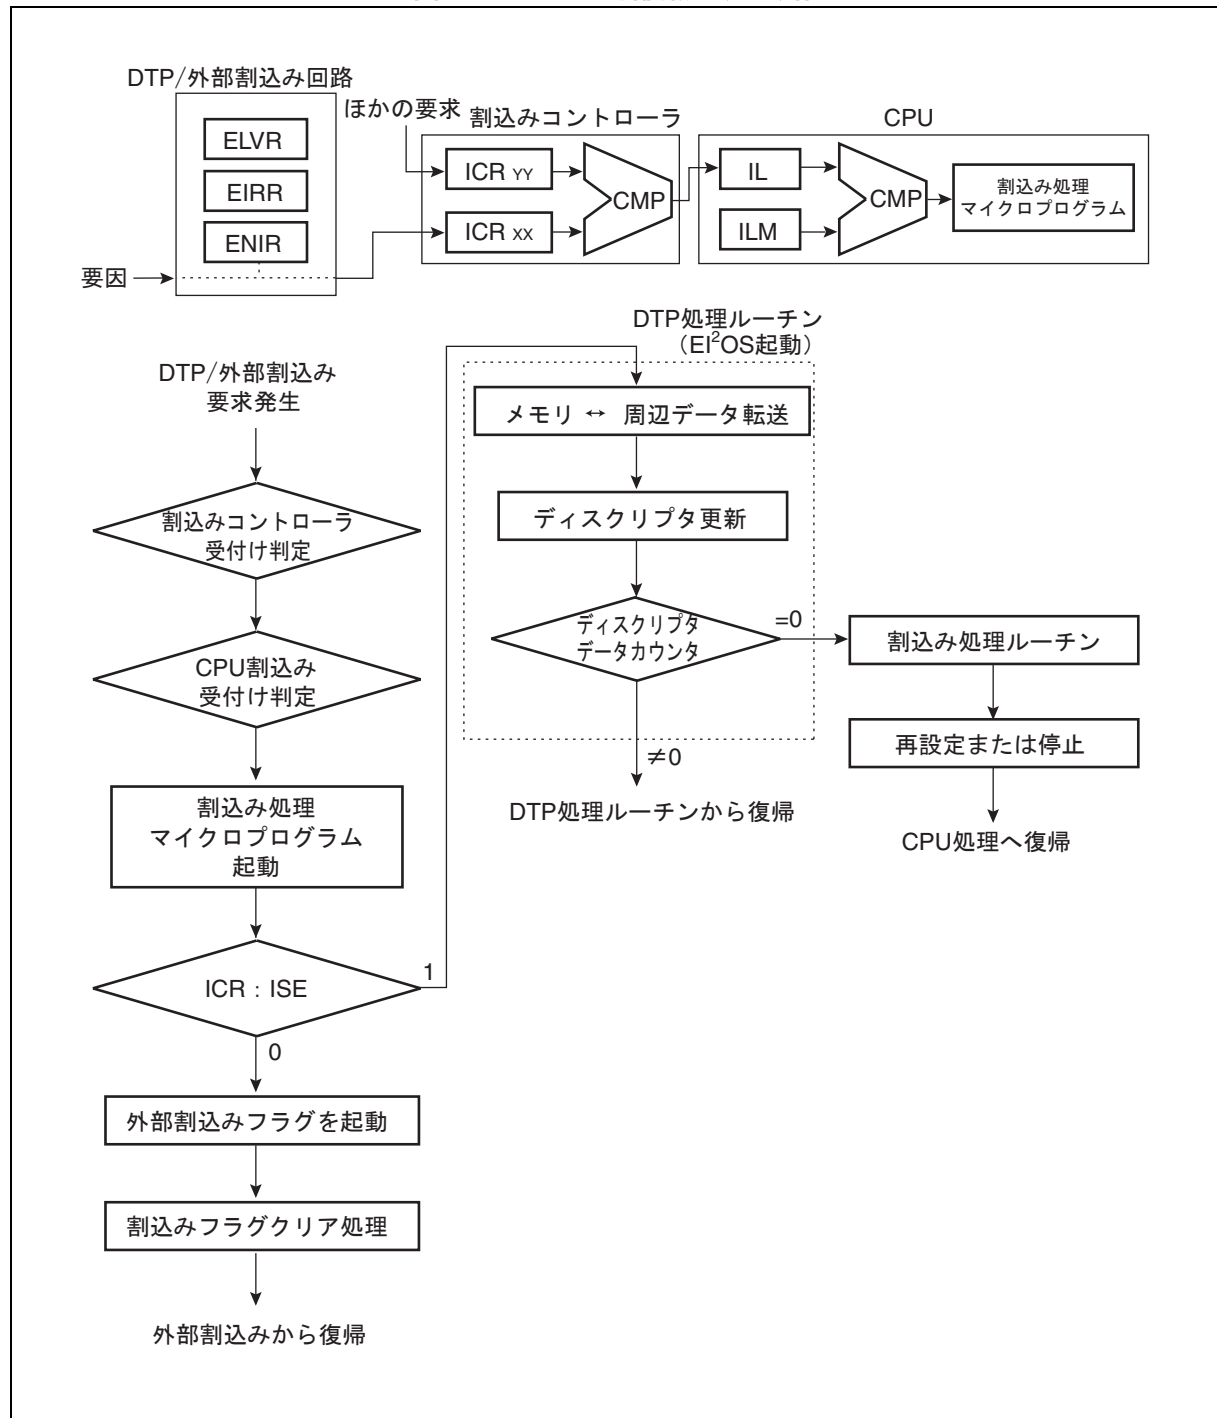 DTP/外部割込み回路
ELVR
EIRR
ENIR
要因
ほかの要求
割込みコントローラ
ICR YY
ICR XX
CMP
CPU
IL
ILM
CMP
割込み処理
マイクロプログラム
DTP/外部割込み
要求発生
割込みコントローラ
受付け判定
CPU割込み
受付け判定
割込み処理
マイクロプログラム
起動
ICR : ISE
1
0
外部割込みフラグを起動
割込みフラグクリア処理
外部割込みから復帰
DTP処理ルーチン
（EI²OS起動）
メモリ ↔ 周辺データ転送
ディスクリプタ更新
ディスクリプタ
データカウンタ
=0
≠0
DTP処理ルーチンから復帰
割込み処理ルーチン
再設定または停止
CPU処理へ復帰